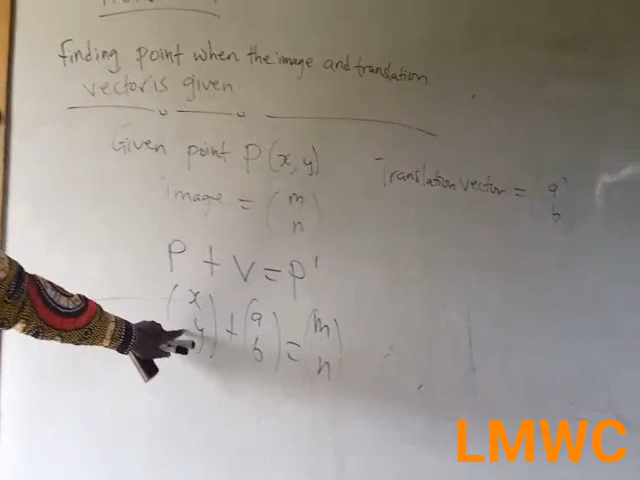 Finding point when the image and translation
vector is given
Given point P(x, y)
Translation vector = a
b
image = (m
n)
P + V = P'
(x
y) + (a
b) = (m
n)
LMWC